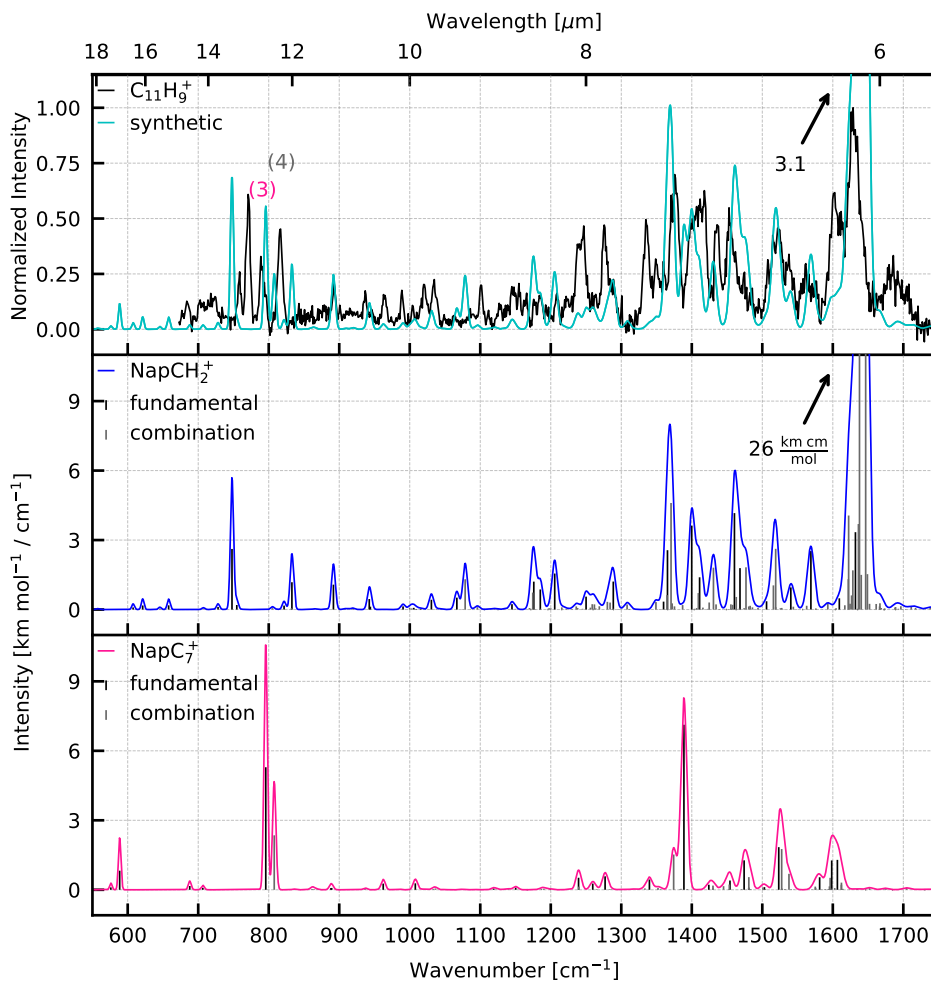 Wavelength [μm]
18 16 14 12 10 8 6
Normalized Intensity
1.00
0.75
0.50
0.25
0.00
C₁₁H₉⁺
synthetic
(4)
(3)
3.1
Intensity [km mol⁻¹ / cm⁻¹]
9
6
3
0
NapCH₂⁺
fundamental
combination
26 km cm
mol
9
6
3
0
NapC₇⁺
fundamental
combination
600 800 1000 1100 1200 1300 1400 1500 1600 1700
700 900
Wavenumber [cm⁻¹]